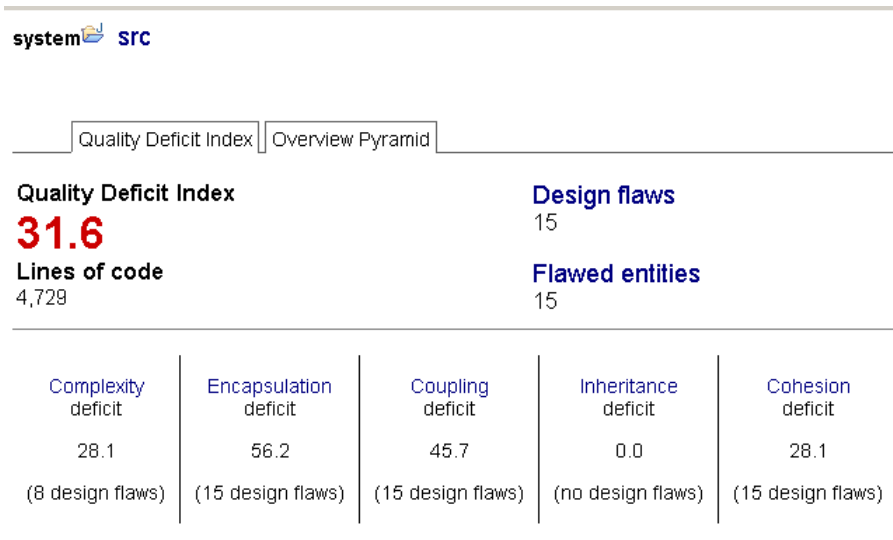 system src
Quality Deficit Index Overview Pyramid
Quality Deficit Index
31.6
Lines of code
4,729
Design flaws
15
Flawed entities
15
Complexity
deficit
28.1
(8 design flaws)
Encapsulation
deficit
56.2
(15 design flaws)
Coupling
deficit
45.7
(15 design flaws)
Inheritance
deficit
0.0
(no design flaws)
Cohesion
deficit
28.1
(15 design flaws)